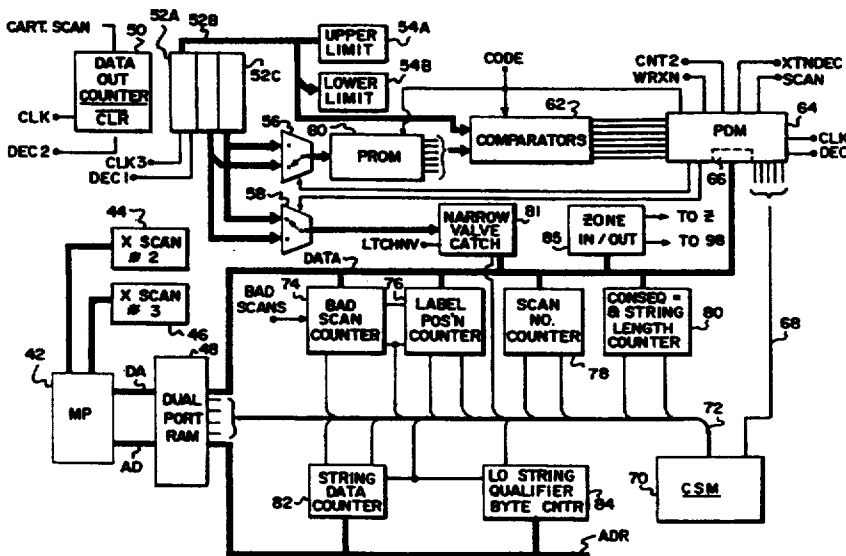 CART. SCAN
50
52A
52B
52C
DATA
OUT
COUNTER
CLR
CLK
DEC2
CLK3
DEC1
UPPER
LIMIT
54A
LOWER
LIMIT
54B
CODE
CNT2
WRXN
XTNDEC
SCAN
56
60
PROM
62
COMPARATORS
PDM
64
CLK
DEC
66
58
81
NARROW
VALVE
CATCH
LTCHNV
85
ZONE
IN/OUT
TO Z
TO 98
44
X SCAN
# 2
X SCAN
# 3
46
DATA
74
BAD
SCANS
BAD
SCAN
COUNTER
76
LABEL
POS'N
COUNTER
SCAN
NO.
COUNTER
78
CONSEQ =
& STRING
LENGTH
COUNTER
80
68
42
MP
DA
AD
48
DUAL
PORT
RAM
72
82
STRING
DATA
COUNTER
LO STRING
QUALIFIER
BYTE CNTR
84
70
CSM
ADR